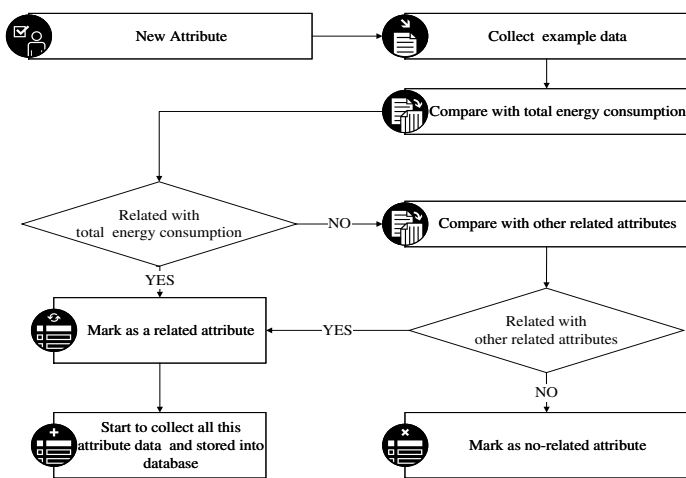 New Attribute
Collect example data
Compare with total energy consumption
Related with
total energy consumption
NO
Compare with other related attributes
YES
Mark as a related attribute
YES
Related with
other related attributes
NO
Start to collect all this
attribute data and stored into
database
Mark as no-related attribute